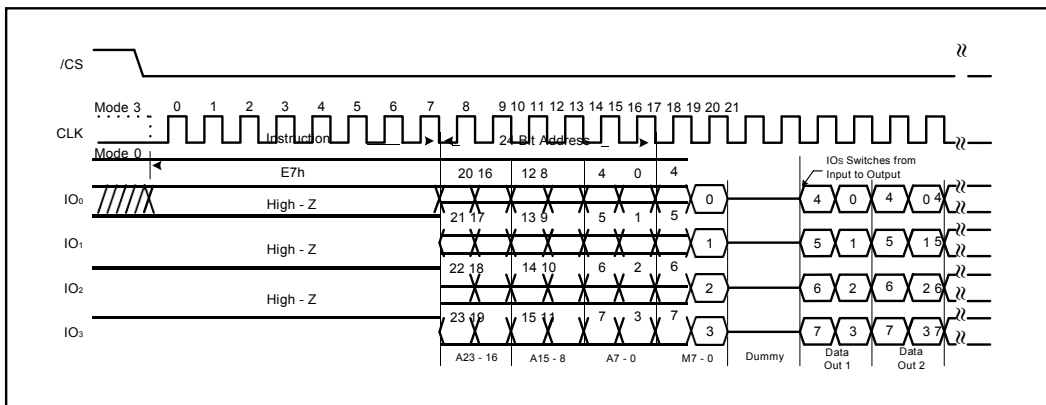 /CS
Mode 3 0 1 2 3 4 5 6 7 8 9 10 11 12 13 14 15 16 17 18 19 20 21
CLK
Instruction 24 Bit Address
Mode 0
E7h
IOs Switches from
Input to Output
20 16 12 8 4 0 4
IO0 High - Z 0 4 0 4 0 4
21 17 13 9 5 1 5
IO1 High - Z 1 5 1 5 1 5
22 18 14 10 6 2 6
IO2 High - Z 2 6 2 6 2 6
23 19 15 11 7 3 7
IO3 3 7 3 7 3 7
A23 - 16 A15 - 8 A7 - 0 M7 - 0 Dummy Data
Out 1 Data
Out 2